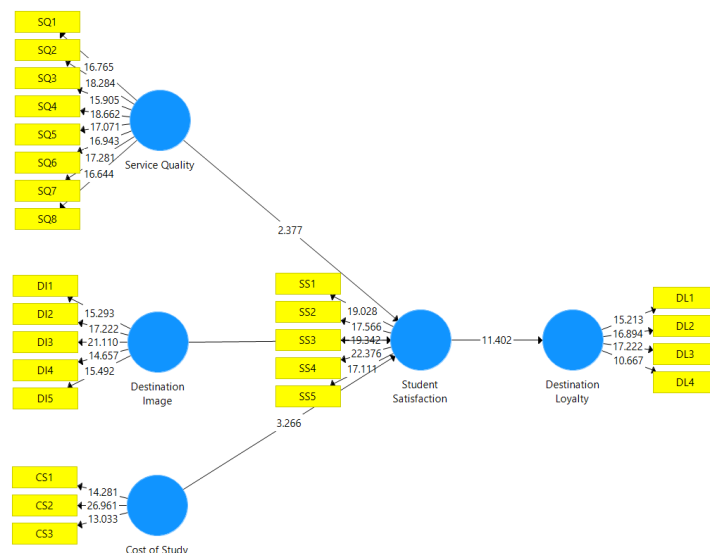 SQ1
SQ2
SQ3
SQ4
SQ5
SQ6
SQ7
SQ8
16.765
18.284
15.905
18.662
17.071
16.943
17.281
16.644
Service Quality
2.377
DI1
DI2
DI3
DI4
DI5
15.293
17.222
21.110
14.657
15.492
Destination
Image
SS1
SS2
SS3
SS4
SS5
19.028
17.566
19.342
22.376
17.111
Student
Satisfaction
11.402
Destination
Loyalty
15.213
16.894
17.222
10.667
DL1
DL2
DL3
DL4
3.266
CS1
CS2
CS3
14.281
26.961
13.033
Cost of Study